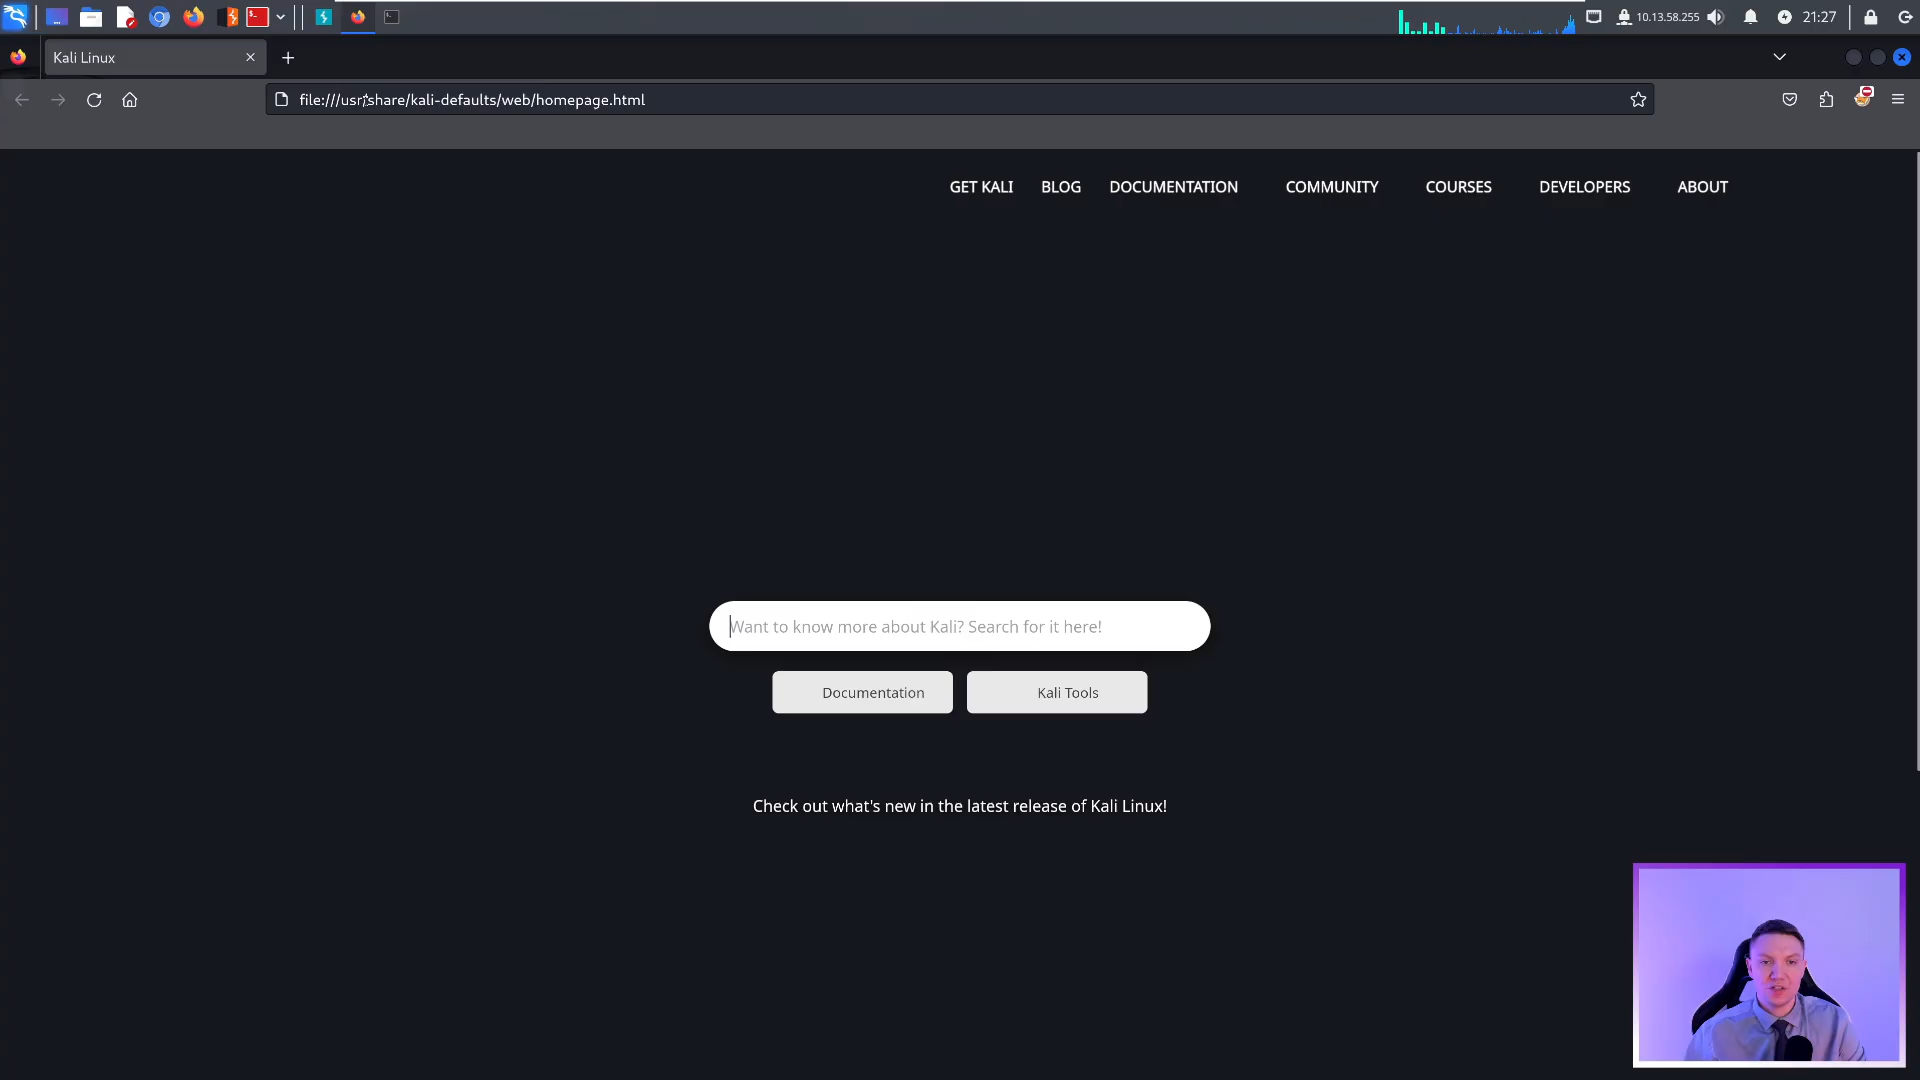 10.13.58.255
21:27
Kali Linux
file:///usr/share/kali-defaults/web/homepage.html
GET KALI BLOG DOCUMENTATION COMMUNITY COURSES DEVELOPERS ABOUT
Want to know more about Kali? Search for it here!
Documentation
Kali Tools
Check out what's new in the latest release of Kali Linux!